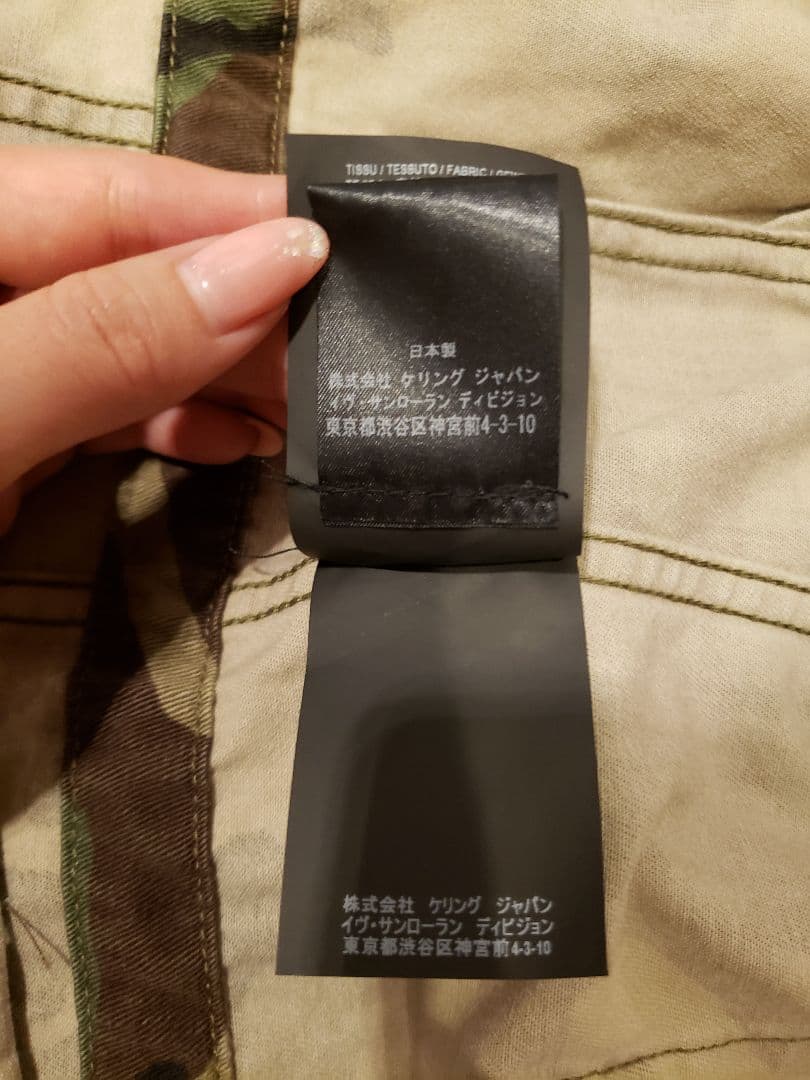 TISSU / TESSUTO / FABRIC /
日本製
株式会社 ケリング ジャパン
イヴ・サンローラン ディビジョン
東京都渋谷区神宮前4-3-10
株式会社 ケリング ジャパン
イヴ・サンローラン ディビジョン
東京都渋谷区神宮前4-3-10